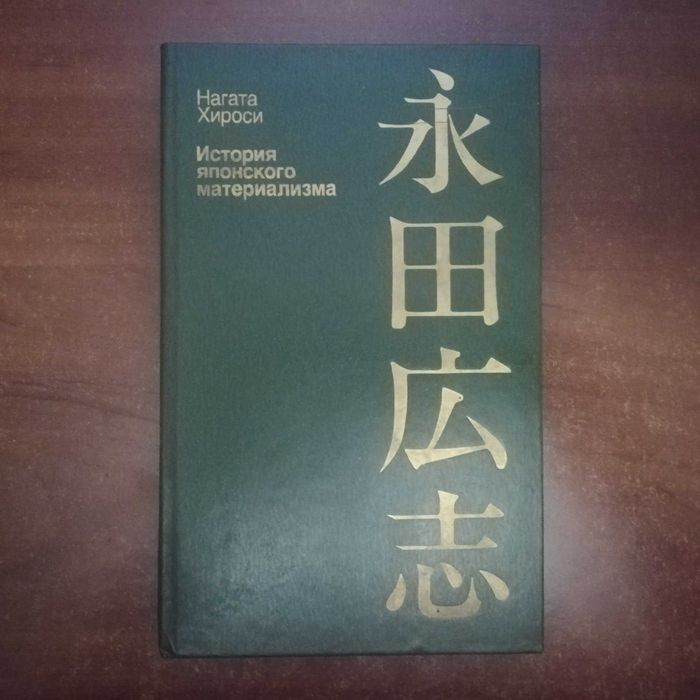 Нагата
Хироси
История
японского
материализма
永田広志